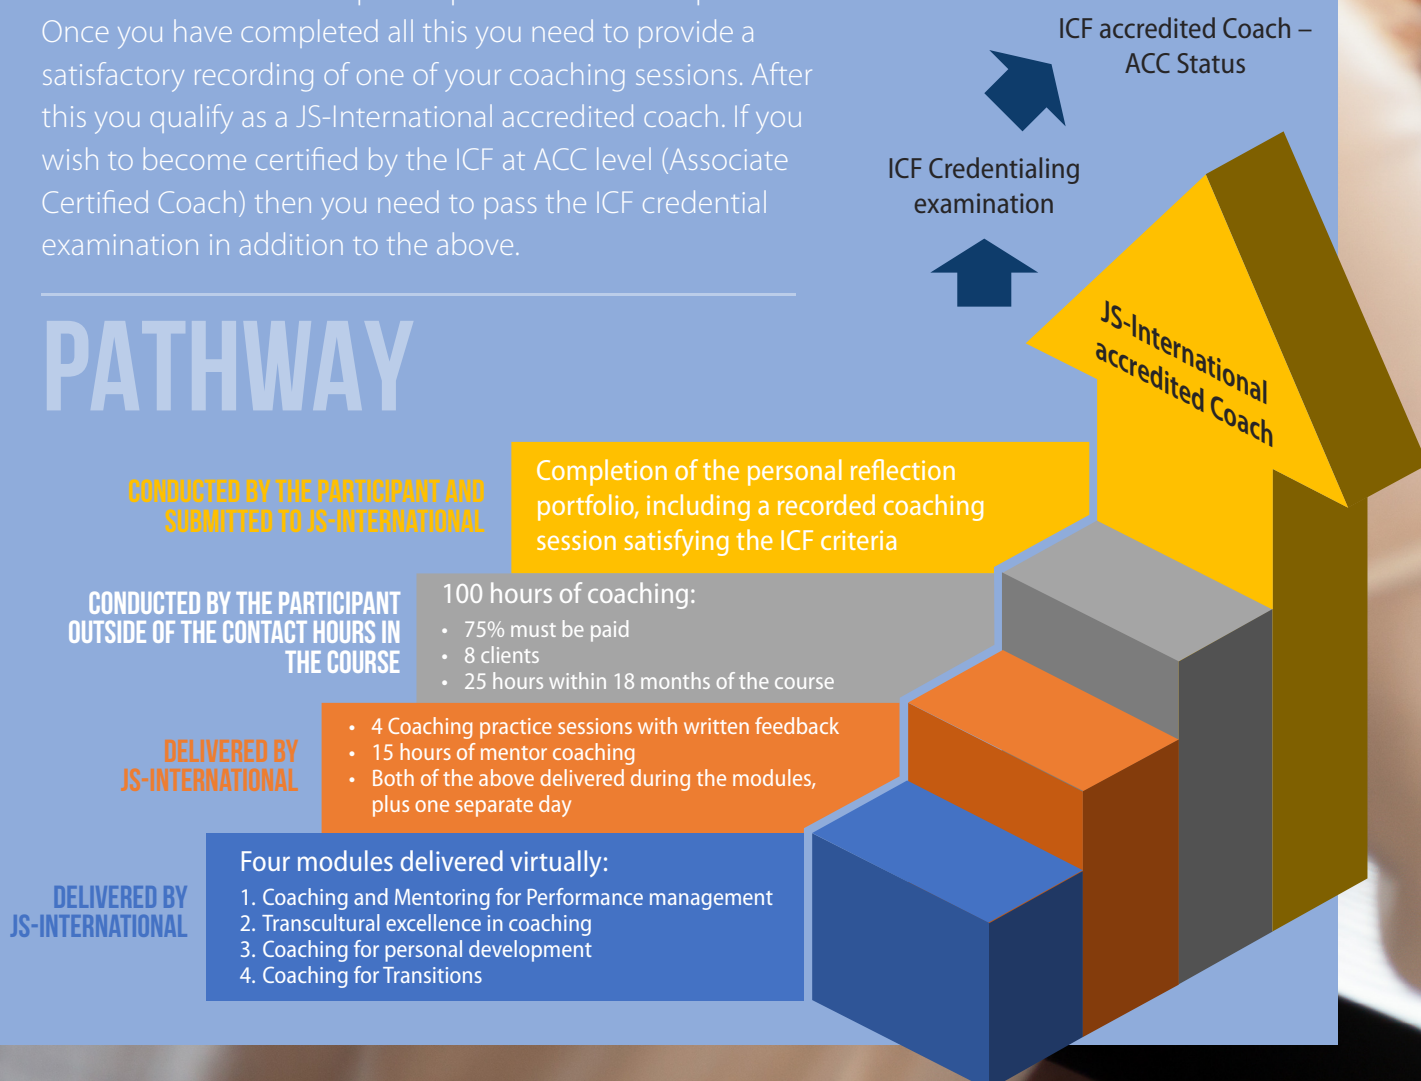 Once you have completed all this you need to provide a
satisfactory recording of one of your coaching sessions. After
this you qualify as a JS-International accredited coach. If you
wish to become certified by the ICF at ACC level (Associate
Certified Coach) then you need to pass the ICF credential
examination in addition to the above.
ICF accredited Coach –
ACC Status
ICF Credentialing
examination
PATHWAY
JS-International
accredited Coach
CONDUCTED BY THE PARTICIPANT AND
SUBMITTED TO JS-INTERNATIONAL
Completion of the personal reflection
portfolio, including a recorded coaching
session satisfying the ICF criteria
CONDUCTED BY THE PARTICIPANT
OUTSIDE OF THE CONTACT HOURS IN
THE COURSE
100 hours of coaching:
• 75% must be paid
• 8 clients
• 25 hours within 18 months of the course
DELIVERED BY
JS-INTERNATIONAL
• 4 Coaching practice sessions with written feedback
• 15 hours of mentor coaching
• Both of the above delivered during the modules,
plus one separate day
DELIVERED BY
JS-INTERNATIONAL
Four modules delivered virtually:
1. Coaching and Mentoring for Performance management
2. Transcultural excellence in coaching
3. Coaching for personal development
4. Coaching for Transitions